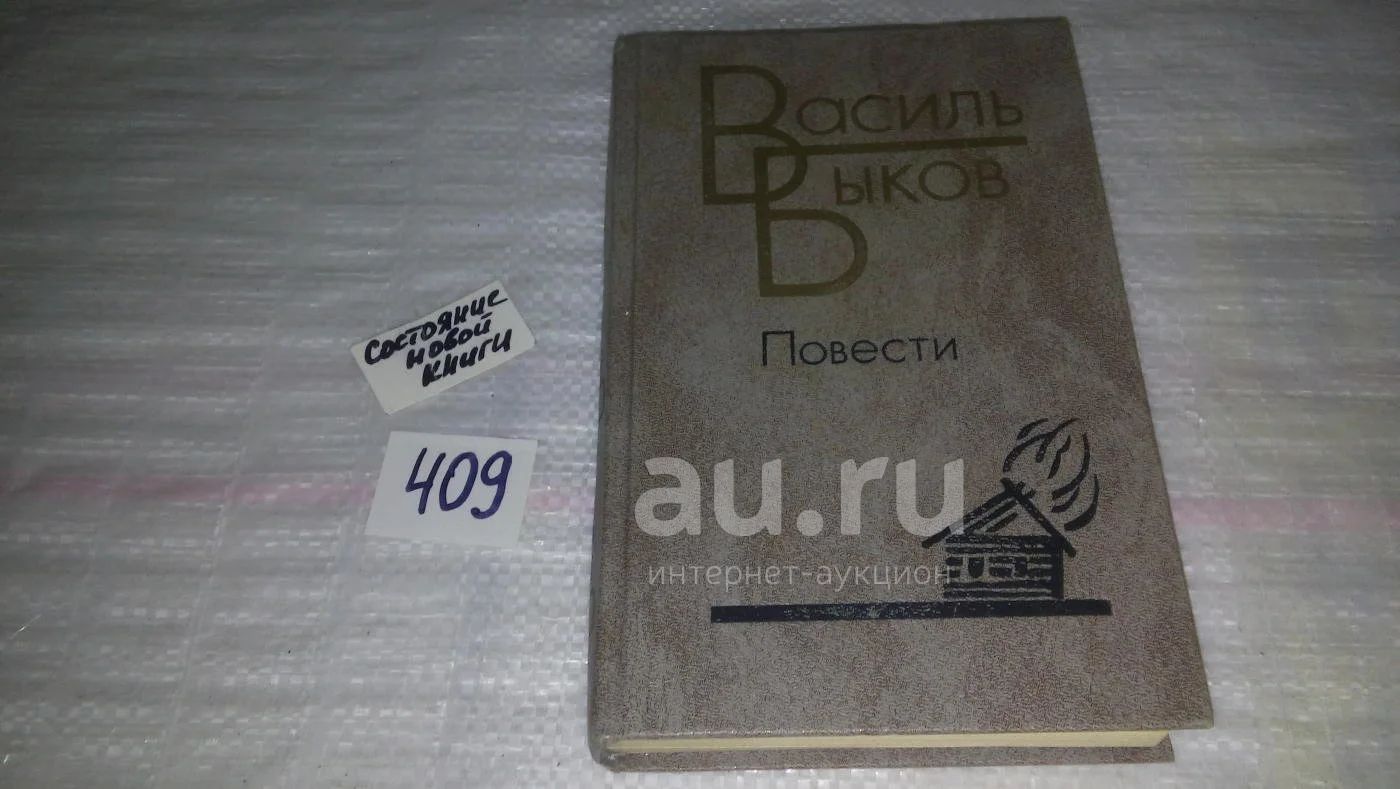 Василь
Быков
Повести
состояние
новой
книги
409
au.ru
интернет-аукцион